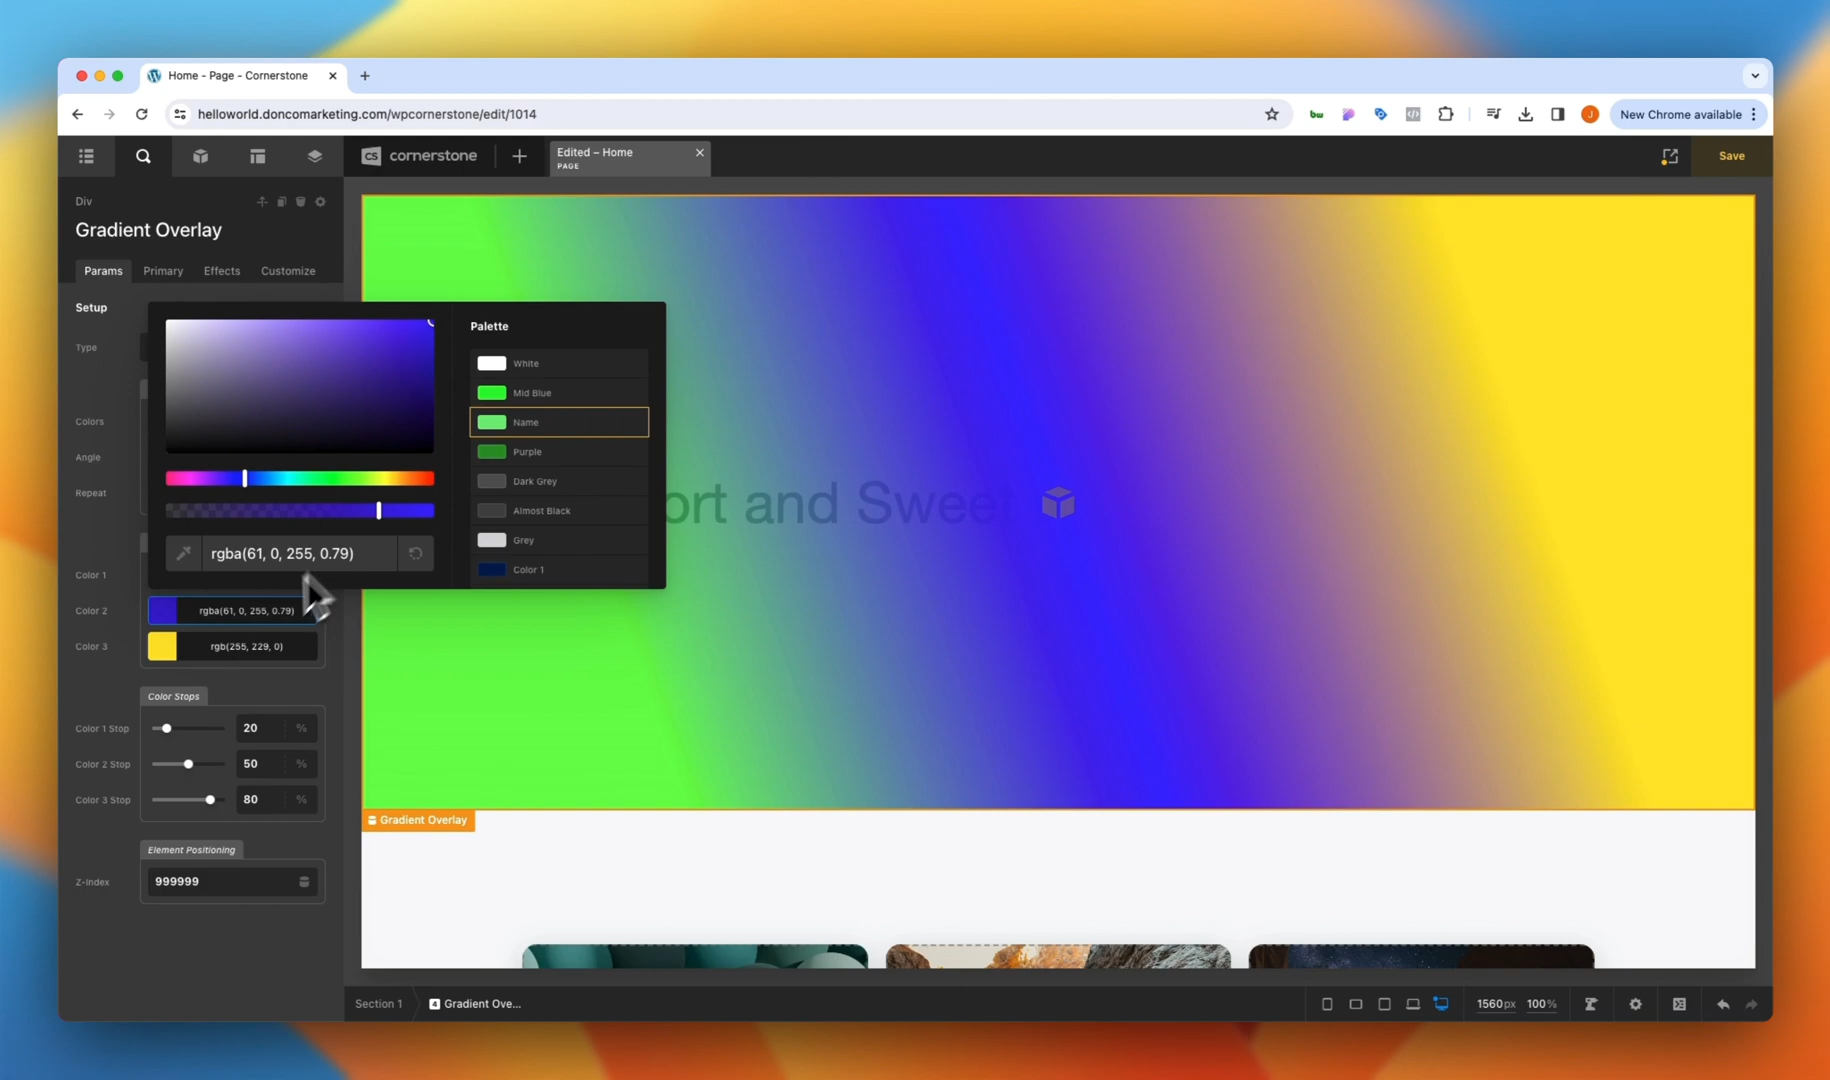 Home - Page - Cornerstone
helloworld.doncomarketing.com/wpcornerstone/edit/1014
bw
J
New Chrome available
CS cornerstone
Edited – Home
PAGE
Save
Div
Gradient Overlay
Params Primary Effects Customize
Setup
Type
Colors
Angle
Repeat
Palette
White
Mid Blue
Name
Purple
Dark Grey
Almost Black
Grey
Color 1
rgba(61, 0, 255, 0.79)
ort and Sweet
Color 1
Color 2 rgba(61, 0, 255, 0.79)
Color 3 rgb(255, 229, 0)
Color Stops
Color 1 Stop 20 %
Color 2 Stop 50 %
Color 3 Stop 80 %
Gradient Overlay
Element Positioning
Z-Index 999999
Section 1 4 Gradient Ove...
1560px 100%